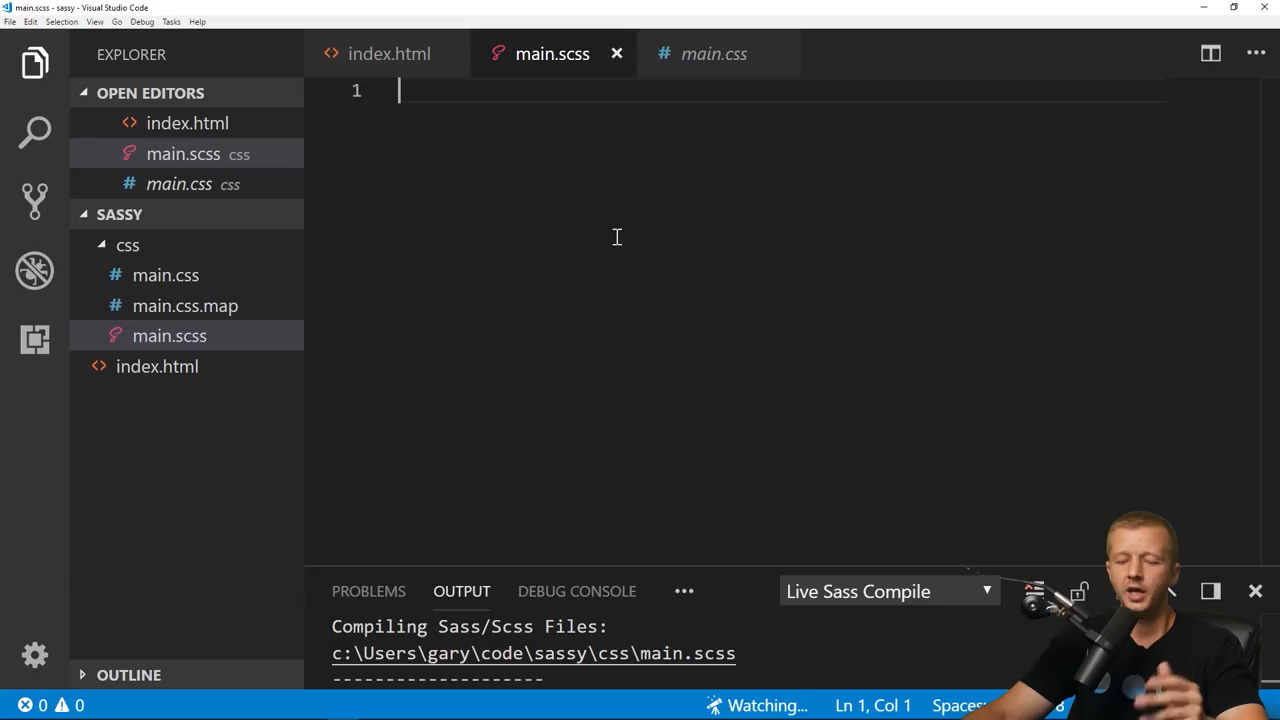 main.scss - sassy - Visual Studio Code
File Edit Selection View Go Debug Tasks Help
EXPLORER
OPEN EDITORS
index.html
main.scss css
main.css css
SASSY
css
main.css
main.css.map
main.scss
index.html
OUTLINE
index.html main.scss main.css
1
PROBLEMS OUTPUT DEBUG CONSOLE Live Sass Compile
Compiling Sass/Scss Files:
c:\Users\gary\code\sassy\css\main.scss
-------------------
0 0 Watching... Ln 1, Col 1 Spaces: